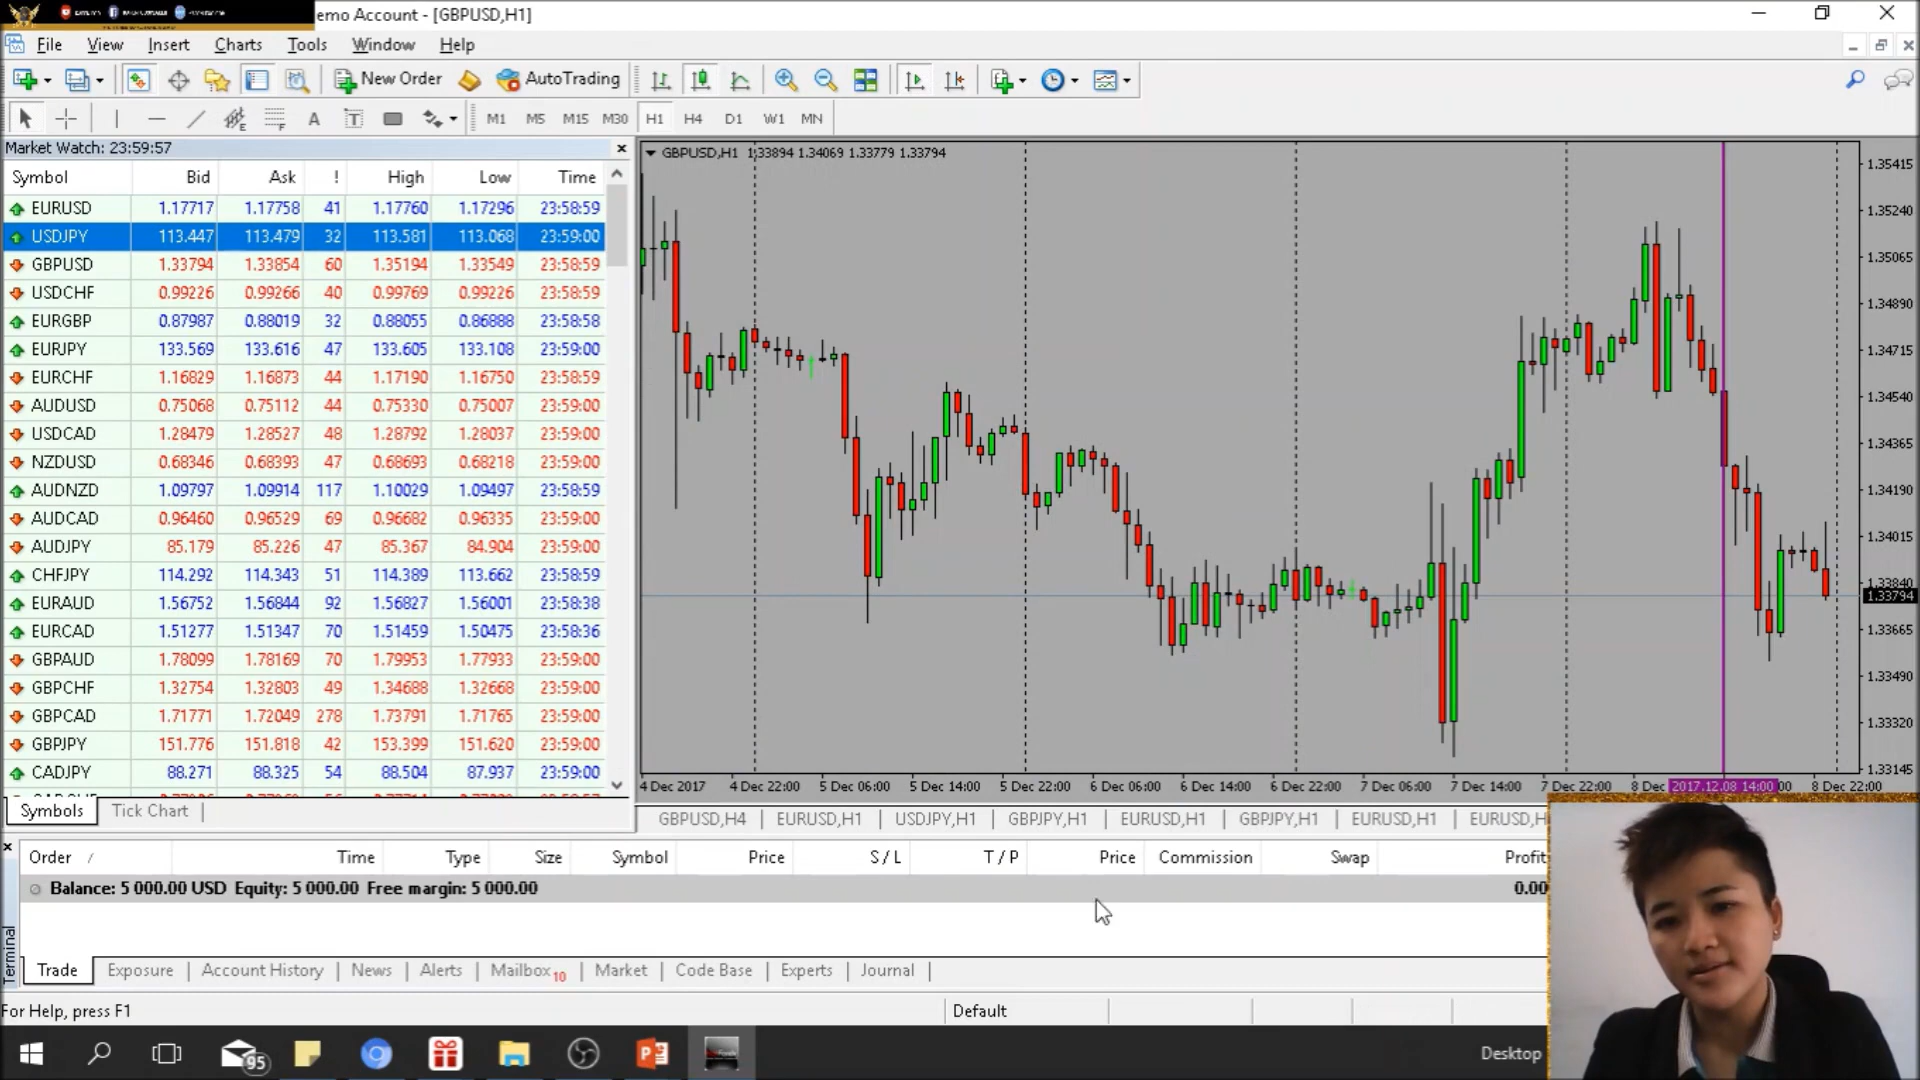 emo Account - [GBPUSD,H1]
File View Insert Charts Tools Window Help
New Order AutoTrading
A T M1 M5 M15 M30 H1 H4 D1 W1 MN
Market Watch: 23:59:57
Symbol Bid Ask ! High Low Time
EURUSD 1.17717 1.17758 41 1.17760 1.17296 23:58:59
USDJPY 113.447 113.479 32 113.581 113.068 23:59:00
GBPUSD 1.33794 1.33854 60 1.35194 1.33549 23:58:59
USDCHF 0.99226 0.99266 40 0.99769 0.99226 23:58:59
EURGBP 0.87987 0.88019 32 0.88055 0.86888 23:58:58
EURJPY 133.569 133.616 47 133.605 133.108 23:59:00
EURCHF 1.16829 1.16873 44 1.17190 1.16750 23:58:59
AUDUSD 0.75068 0.75112 44 0.75330 0.75007 23:59:00
USDCAD 1.28479 1.28527 48 1.28792 1.28037 23:59:00
NZDUSD 0.68346 0.68393 47 0.68693 0.68218 23:59:00
AUDNZD 1.09797 1.09914 117 1.10029 1.09497 23:58:59
AUDCAD 0.96460 0.96529 69 0.96682 0.96335 23:59:00
AUDJPY 85.179 85.226 47 85.367 84.904 23:59:00
CHFJPY 114.292 114.343 51 114.389 113.662 23:58:59
EURAUD 1.56752 1.56844 92 1.56827 1.56001 23:58:38
EURCAD 1.51277 1.51347 70 1.51459 1.50475 23:58:36
GBPAUD 1.78099 1.78169 70 1.79953 1.77933 23:59:00
GBPCHF 1.32754 1.32803 49 1.34688 1.32668 23:58:59
GBPCAD 1.71771 1.72049 278 1.73791 1.71765 23:59:00
GBPJPY 151.776 151.818 42 153.399 151.620 23:59:00
CADJPY 88.271 88.325 54 88.504 87.937 23:59:00
Symbols Tick Chart
GBPUSD,H1 1.33894 1.34069 1.33779 1.33794
1.35415
1.35240
1.35065
1.34890
1.34715
1.34540
1.34365
1.34190
1.34015
1.33840
1.33794
1.33665
1.33490
1.33320
1.33145
4 Dec 2017 4 Dec 22:00 5 Dec 06:00 5 Dec 14:00 5 Dec 22:00 6 Dec 06:00 6 Dec 14:00 6 Dec 22:00 7 Dec 06:00 7 Dec 14:00 7 Dec 22:00 8 Dec 2017.12.08 14:00 00 8 Dec 22:00
GBPUSD,H4 EURUSD,H1 USDJPY,H1 GBPJPY,H1 EURUSD,H1 GBPJPY,H1 EURUSD,H1 EURUSD,H
Order / Time Type Size Symbol Price S / L T / P Price Commission Swap Profit
Balance: 5 000.00 USD Equity: 5 000.00 Free margin: 5 000.00 0.00
Terminal
Trade Exposure Account History News Alerts Mailbox 10 Market Code Base Experts Journal
For Help, press F1 Default
95 Desktop